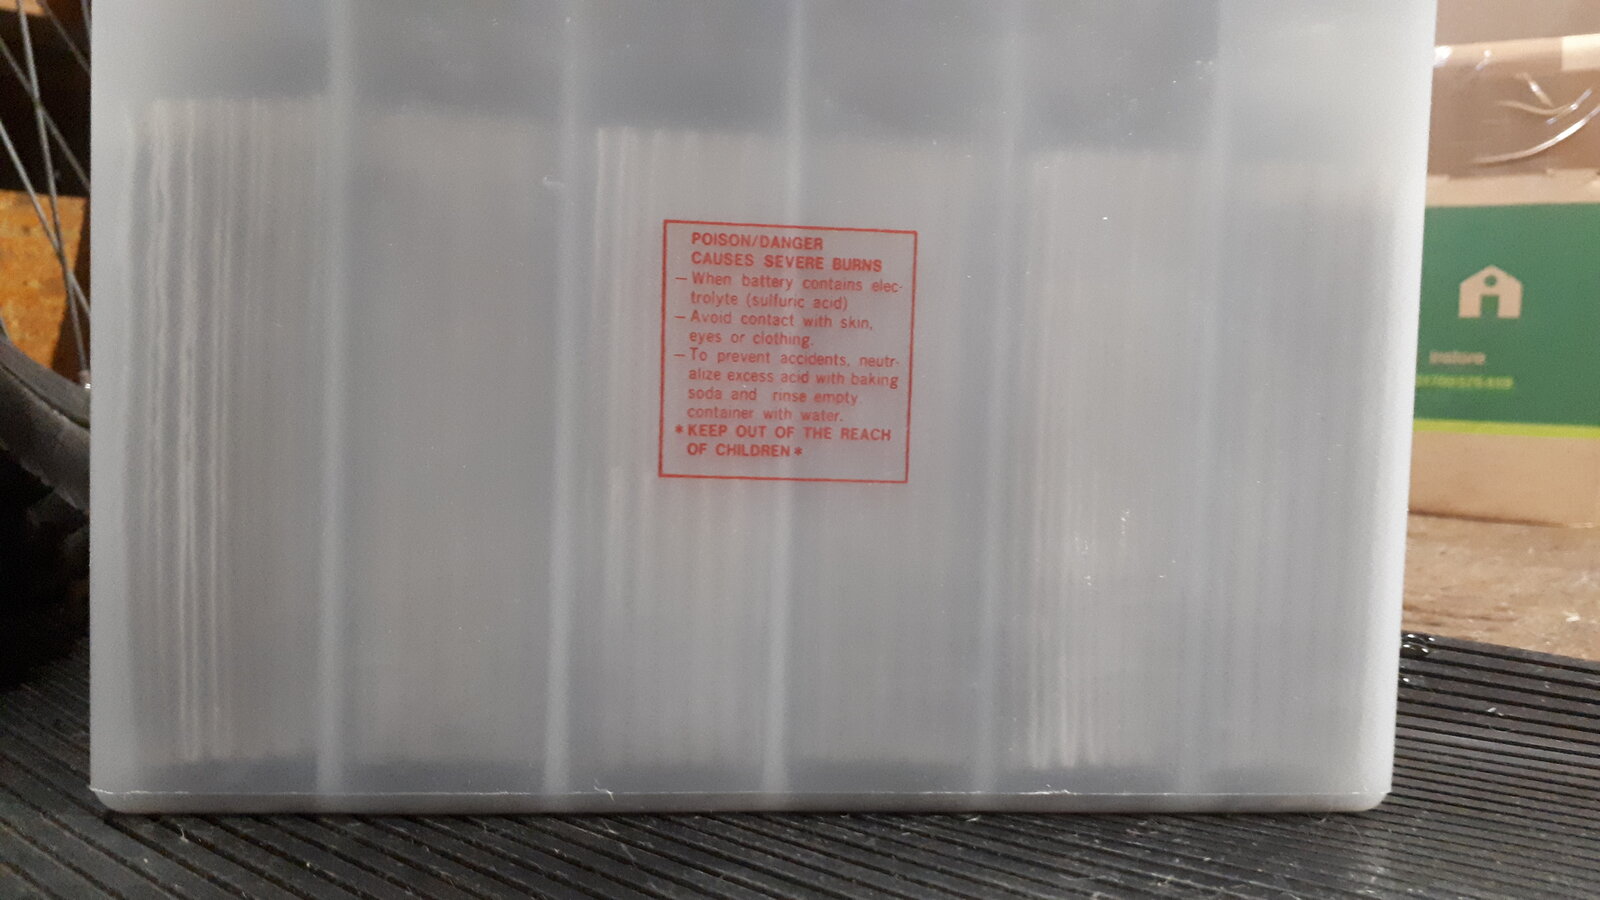 POISON/DANGER
CAUSES SEVERE BURNS
—When battery contains elec-
trolyte (sulfuric acid)
—Avoid contact with skin,
eyes or clothing.
—To prevent accidents, neutr-
alize excess acid with baking
soda and rinse empty
container with water.
*KEEP OUT OF THE REACH
OF CHILDREN*
instore